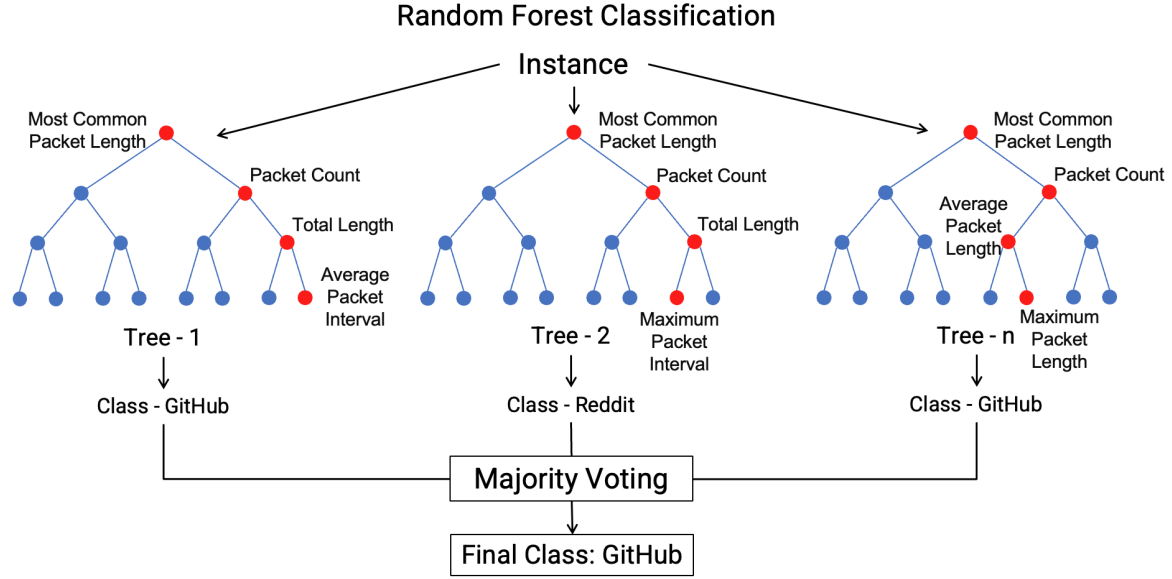 Random Forest Classification
Instance
Most Common
Packet Length
Packet Count
Total Length
Average
Packet
Interval
Tree - 1
Class - GitHub
Most Common
Packet Length
Packet Count
Total Length
Maximum
Packet
Interval
Tree - 2
Class - Reddit
Most Common
Packet Length
Packet Count
Average
Packet
Length
Maximum
Packet
Length
Tree - n
Class - GitHub
Majority Voting
Final Class: GitHub